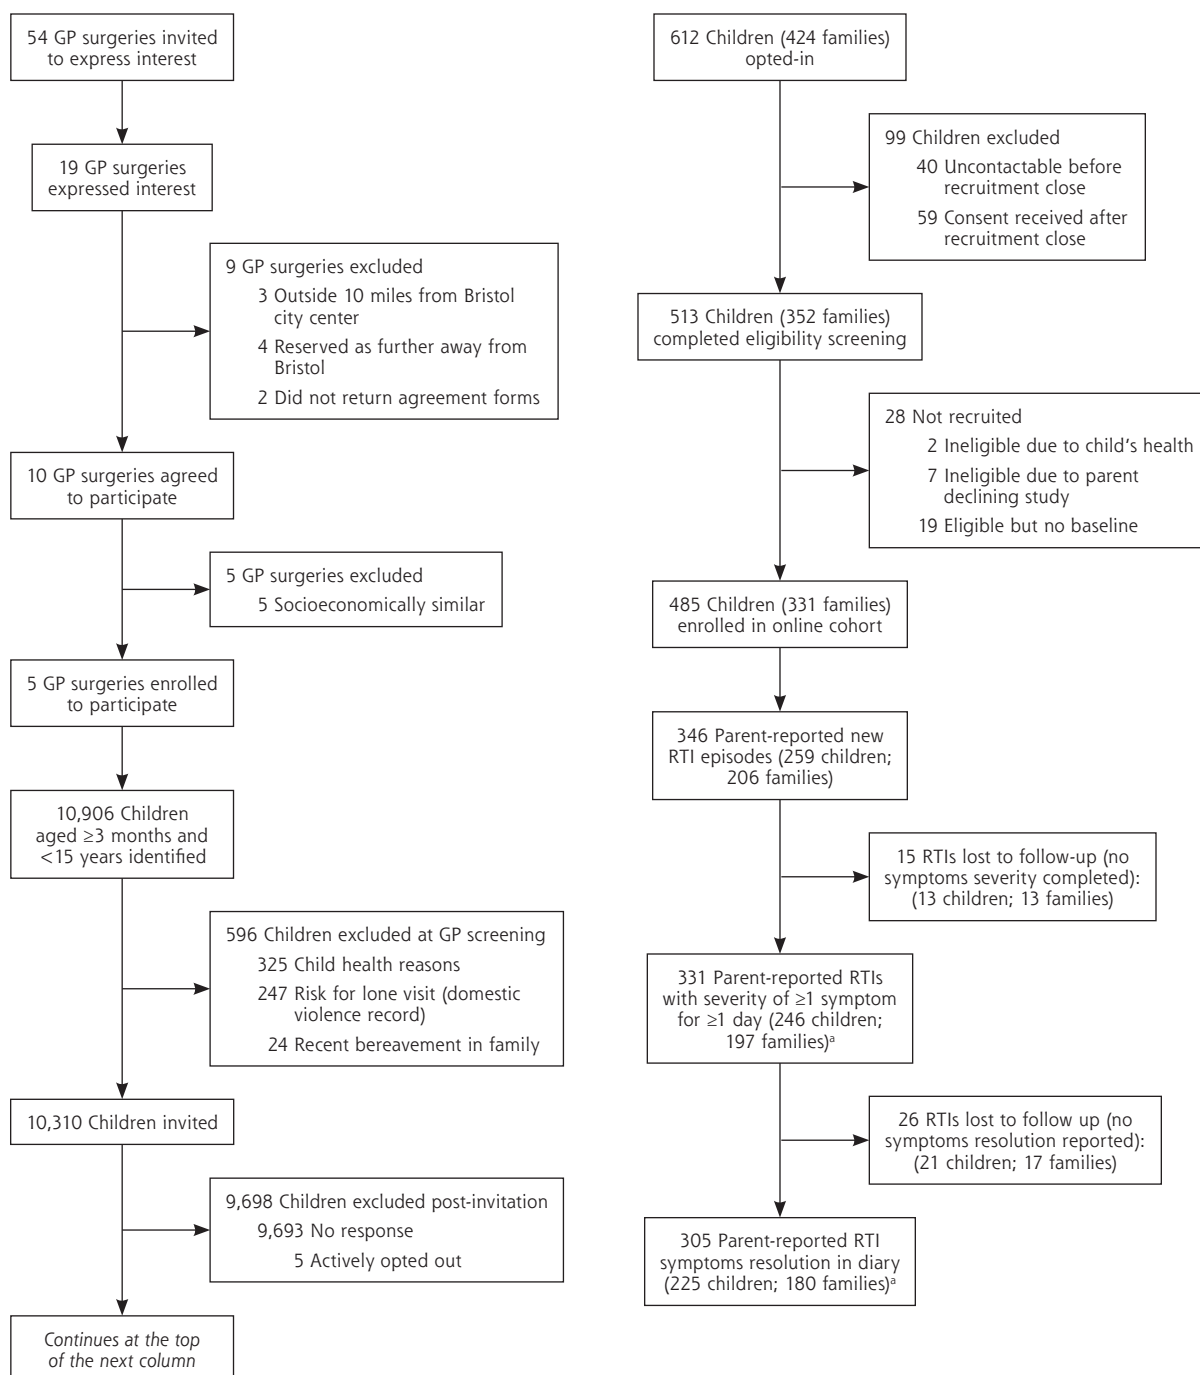 54 GP surgeries invited
to express interest
19 GP surgeries
expressed interest
9 GP surgeries excluded
3 Outside 10 miles from Bristol
city center
4 Reserved as further away from
Bristol
2 Did not return agreement forms
10 GP surgeries agreed
to participate
5 GP surgeries excluded
5 Socioeconomically similar
5 GP surgeries enrolled
to participate
10,906 Children
aged ≥3 months and
<15 years identified
596 Children excluded at GP screening
325 Child health reasons
247 Risk for lone visit (domestic
violence record)
24 Recent bereavement in family
10,310 Children invited
9,698 Children excluded post-invitation
9,693 No response
5 Actively opted out
Continues at the top
of the next column
612 Children (424 families)
opted-in
99 Children excluded
40 Uncontactable before
recruitment close
59 Consent received after
recruitment close
513 Children (352 families)
completed eligibility screening
28 Not recruited
2 Ineligible due to child's health
7 Ineligible due to parent
declining study
19 Eligible but no baseline
485 Children (331 families)
enrolled in online cohort
346 Parent-reported new
RTI episodes (259 children;
206 families)
15 RTIs lost to follow-up (no
symptoms severity completed):
(13 children; 13 families)
331 Parent-reported RTIs
with severity of ≥1 symptom
for ≥1 day (246 children;
197 families)ᵃ
26 RTIs lost to follow up (no
symptoms resolution reported):
(21 children; 17 families)
305 Parent-reported RTI
symptoms resolution in diary
(225 children; 180 families)ᵃ